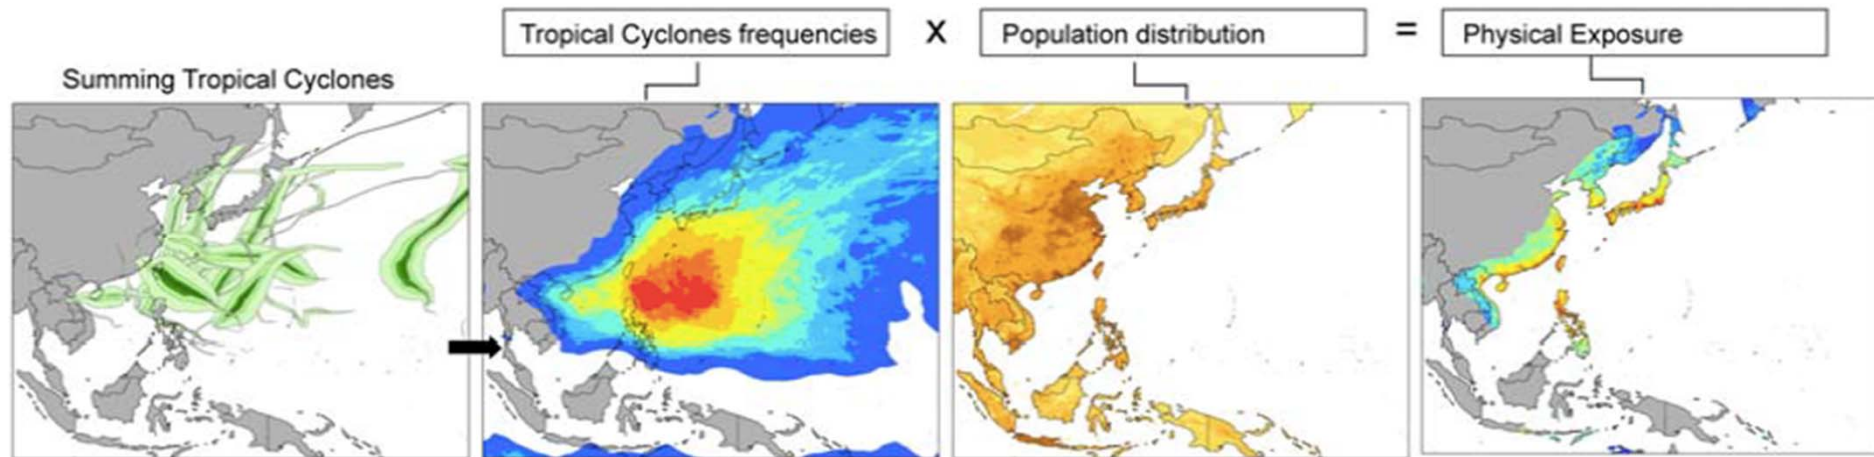 Tropical Cyclones frequencies
X
Population distribution
=
Physical Exposure
Summing Tropical Cyclones